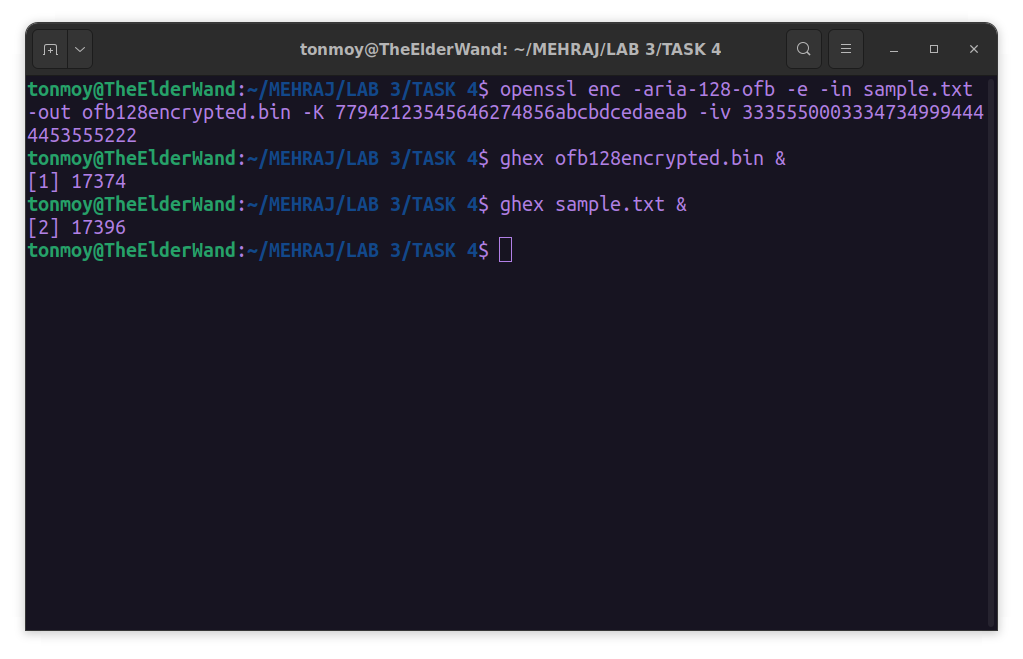 tonmoy@TheElderWand: ~/MEHRAJ/LAB 3/TASK 4
tonmoy@TheElderWand:~/MEHRAJ/LAB 3/TASK 4$ openssl enc -aria-128-ofb -e -in sample.txt
-out ofb128encrypted.bin -K 77942123545646274856abcbdcedaeab -iv 3335555000333473499944­4
4453555222
tonmoy@TheElderWand:~/MEHRAJ/LAB 3/TASK 4$ ghex ofb128encrypted.bin &
[1] 17374
tonmoy@TheElderWand:~/MEHRAJ/LAB 3/TASK 4$ ghex sample.txt &
[2] 17396
tonmoy@TheElderWand:~/MEHRAJ/LAB 3/TASK 4$